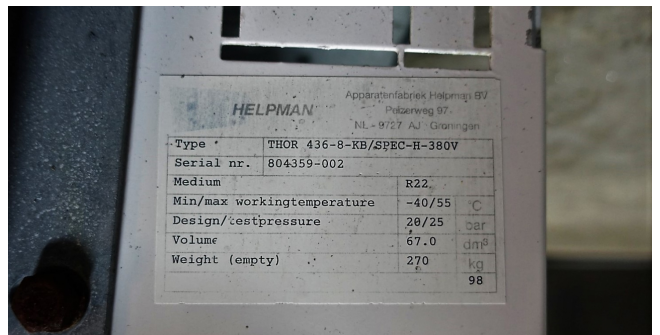 HELPMAN
Apparatenfabriek Helpman BV
Peizerweg 97
NL - 9727 AJ Groningen
Type THOR 436-8-KB/SPEC-H-380V
Serial nr. 804359-002
Medium R22
Min/max workingtemperature -40/55 °C
Design/testpressure 20/25 bar
Volume 67.0 dm³
Weight (empty) 270 kg
98